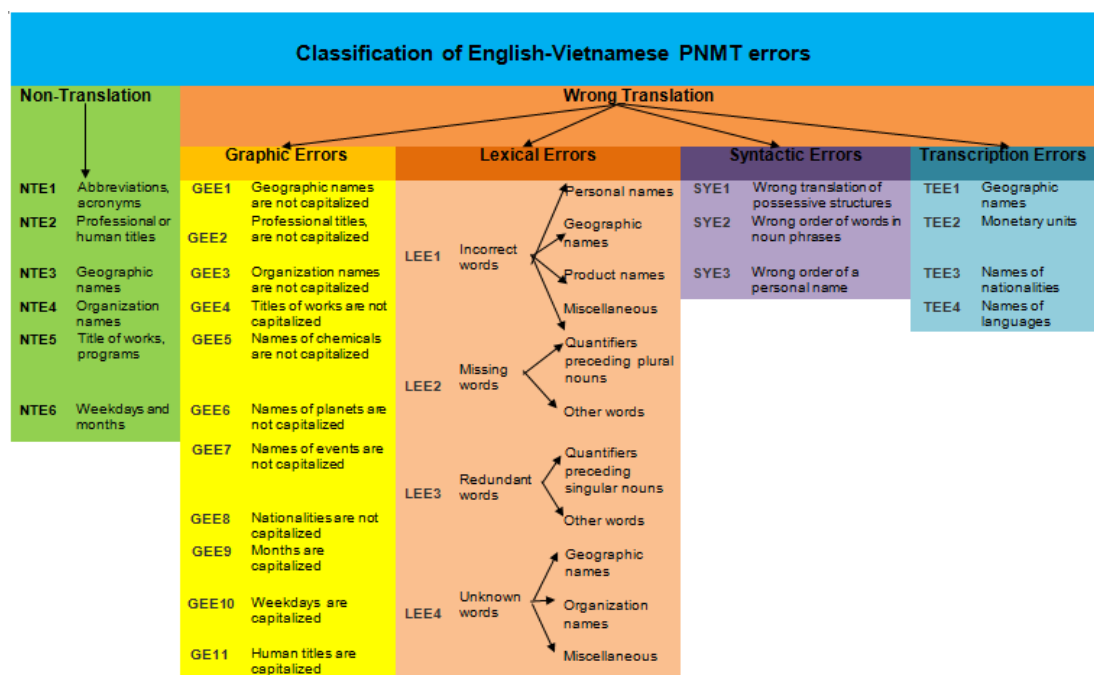 Classification of English-Vietnamese PNMT errors
Non-Translation
Wrong Translation
Graphic Errors
Lexical Errors
Syntactic Errors
Transcription Errors
NTE1 Abbreviations,
acronyms
NTE2 Professional or
human titles
NTE3 Geographic
names
NTE4 Organization
names
NTE5 Title of works,
programs
NTE6 Weekdays and
months
GEE1 Geographic names
are not capitalized
Professional titles,
GEE2 are not capitalized
GEE3 Organization names
are not capitalized
GEE4 Titles of works are not
capitalized
GEE5 Names of chemicals
are not capitalized
GEE6 Names of planets are
not capitalized
GEE7 Names of events are
not capitalized
GEE8 Nationalities are not
capitalized
GEE9 Months are
capitalized
GEE10 Weekdays are
capitalized
GE11 Human titles are
capitalized
LEE1 Incorrect
words
Personal names
Geographic
names
Product names
Miscellaneous
LEE2 Missing
words
Quantifiers
preceding plural
nouns
Other words
LEE3 Redundant
words
Quantifiers
preceding
singular nouns
Other words
LEE4 Unknown
words
Geographic
names
Organization
names
Miscellaneous
SYE1 Wrong translation of
possessive structures
SYE2 Wrong order of words in
noun phrases
SYE3 Wrong order of a
personal name
TEE1 Geographic
names
TEE2 Monetary units
TEE3 Names of
nationalities
TEE4 Names of
languages